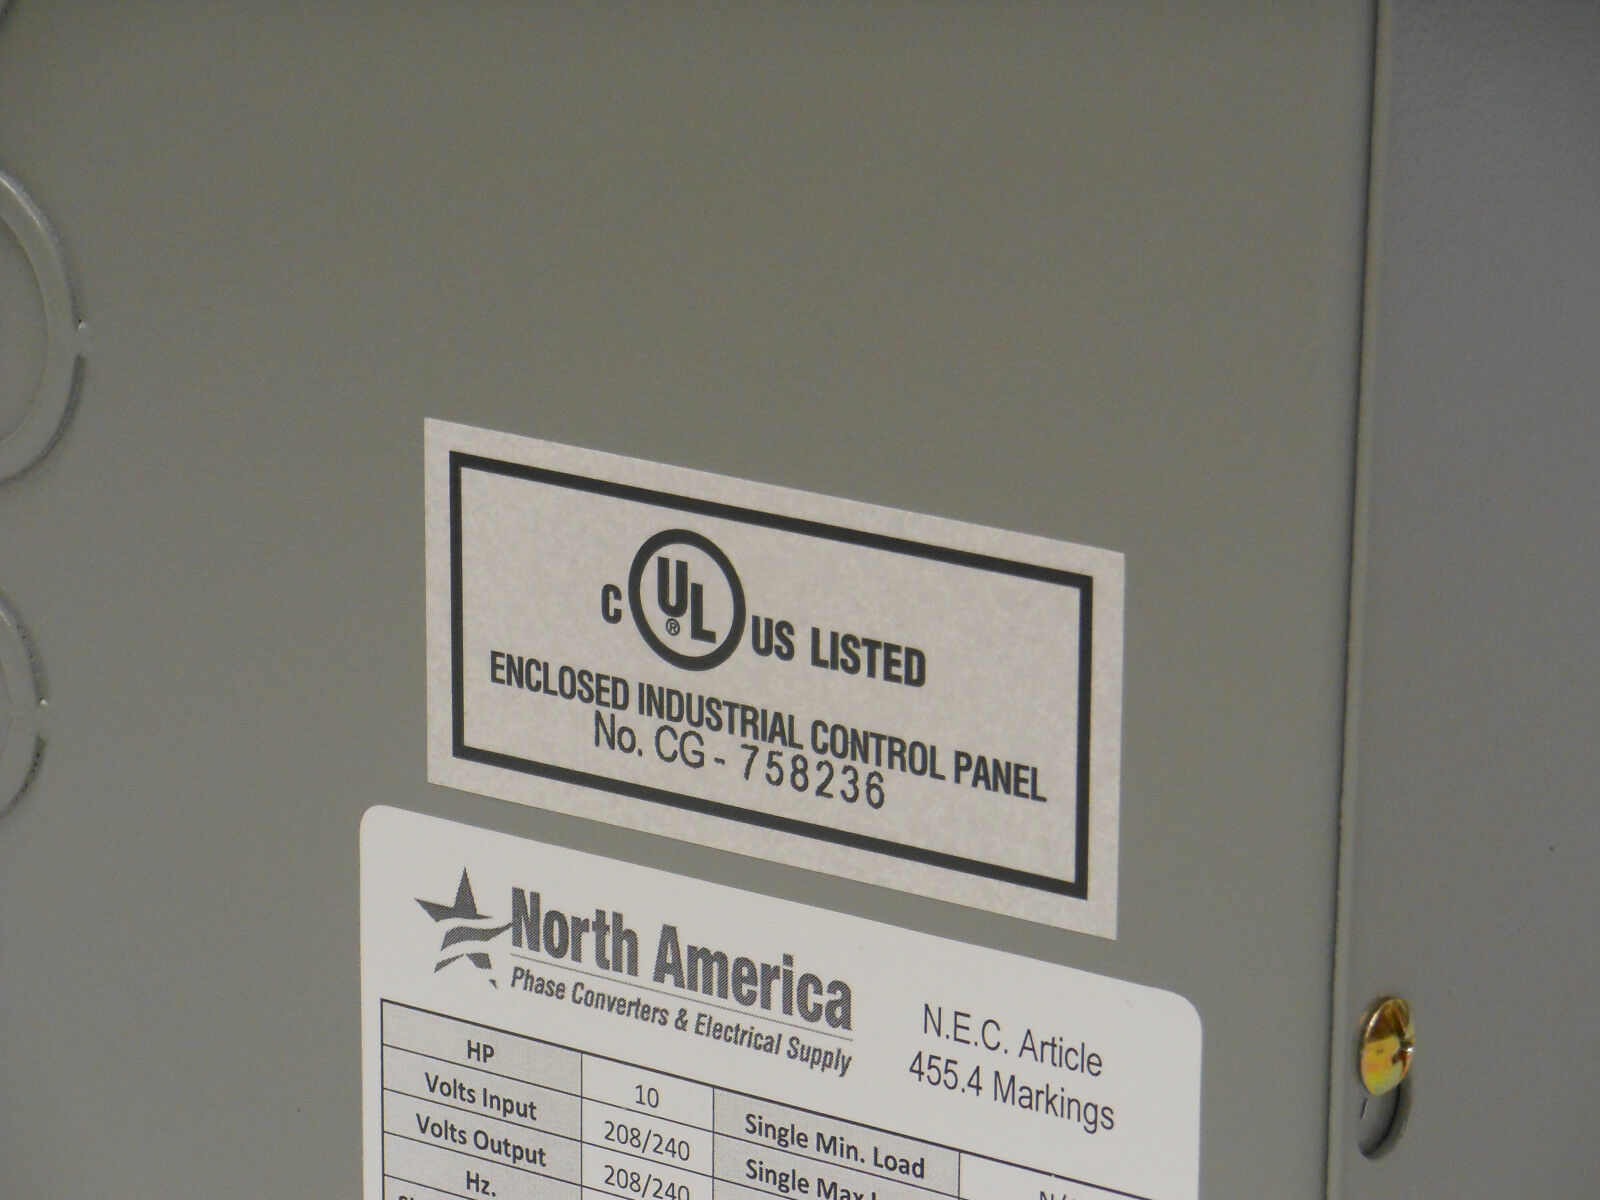 C UL® US LISTED
ENCLOSED INDUSTRIAL CONTROL PANEL
No. CG - 758236
North America
Phase Converters & Electrical Supply
N.E.C. Article
455.4 Markings
HP 10 Single Min. Load
Volts Input 208/240 Single Max
Volts Output 208/240
Hz.